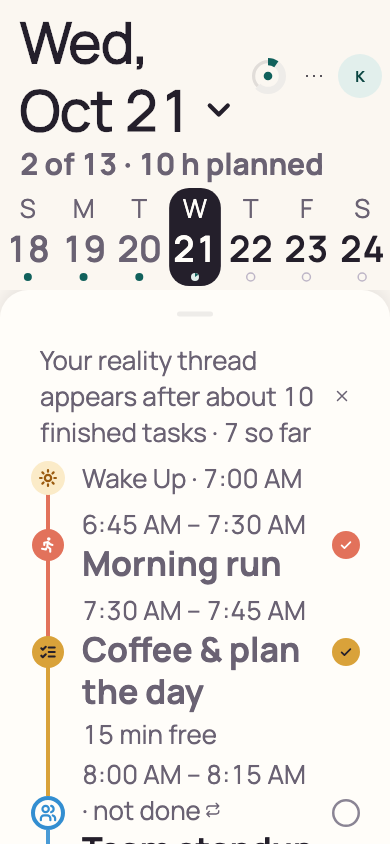 Wed,
Oct 21
K
2 of 13 · 10 h planned
S M T W T F S
18 19 20 21 22 23 24
Your reality thread
appears after about 10
finished tasks · 7 so far
Wake Up · 7:00 AM
6:45 AM – 7:30 AM
Morning run
7:30 AM – 7:45 AM
Coffee & plan
the day
15 min free
8:00 AM – 8:15 AM
· not done
Team standup